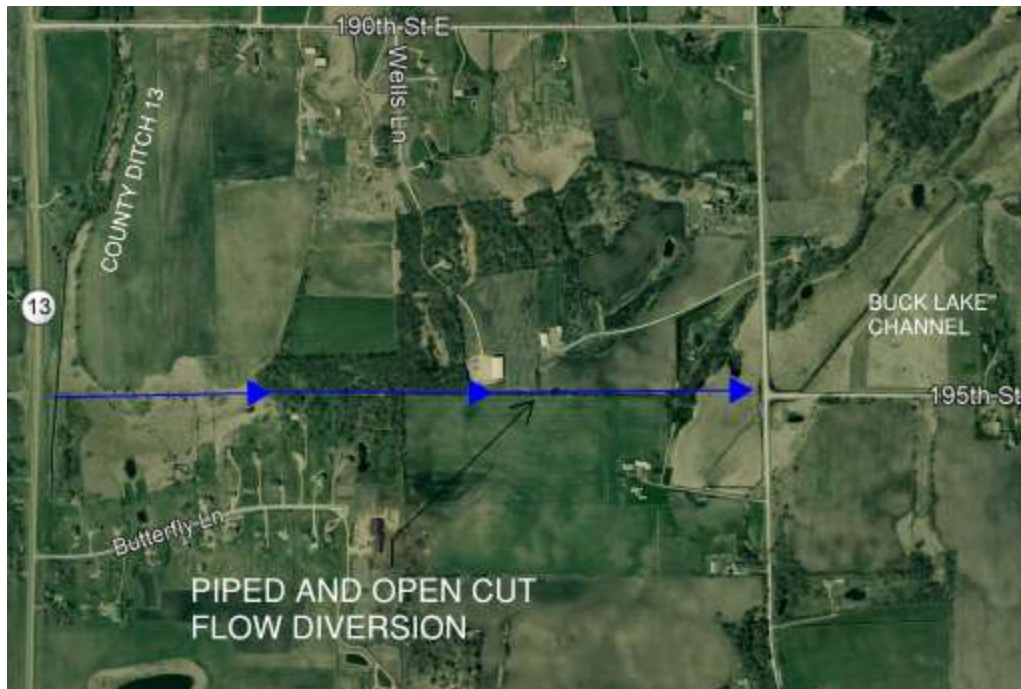 190th St E
Wells Ln
COUNTY DITCH 13
13
BUCK LAKE
CHANNEL
195th St
Butterfly Ln
PIPED AND OPEN CUT
FLOW DIVERSION